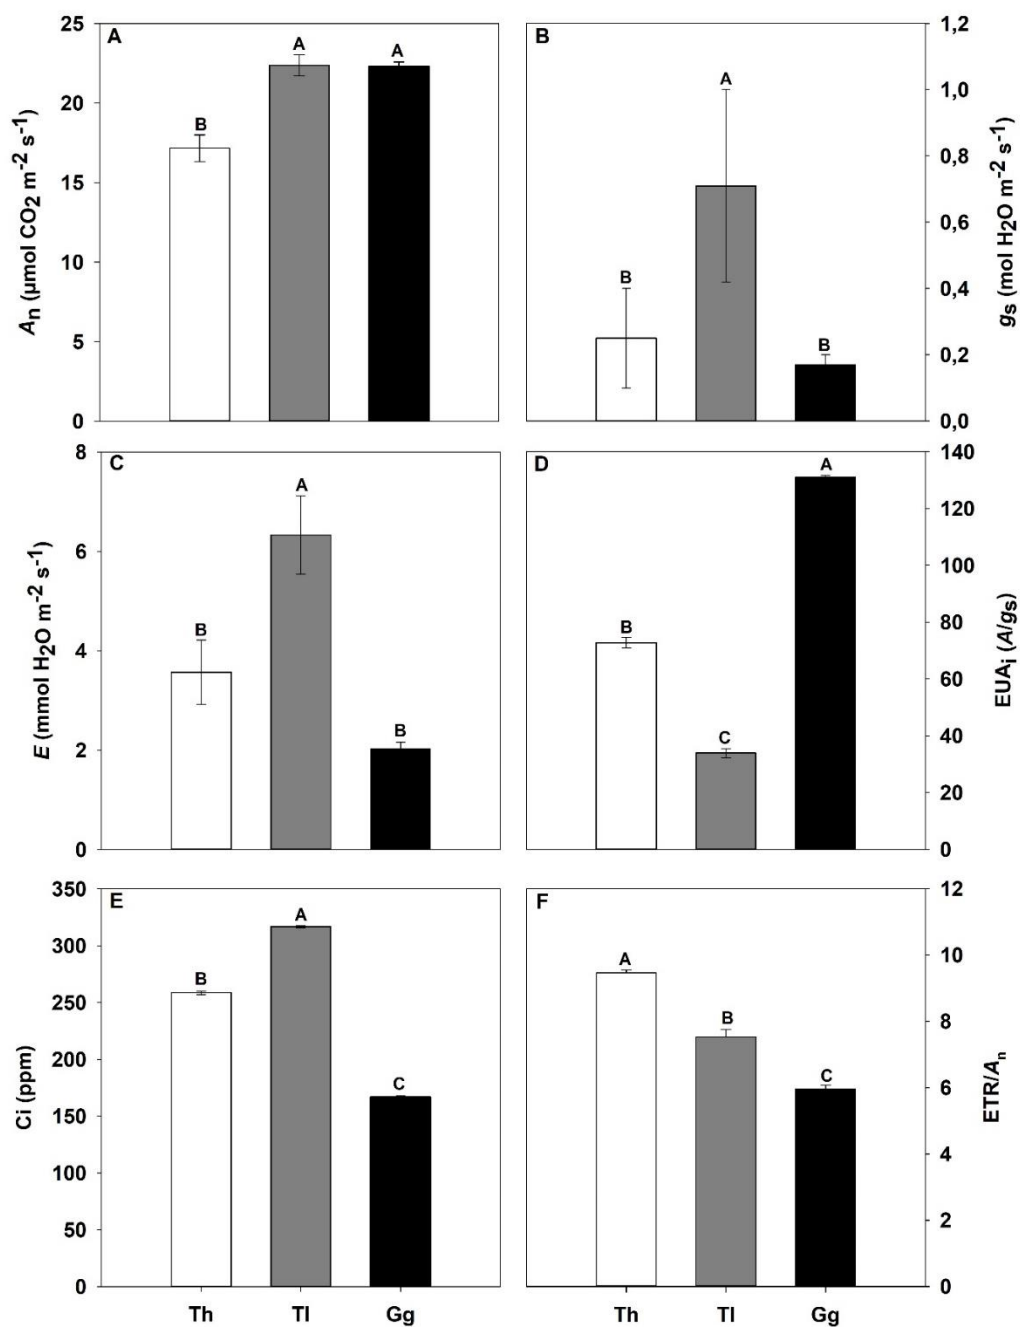 A
An (µmol CO2 m-2 s-1)
25
20
15
10
5
0
B
A
A
B
gs (mol H2O m-2 s-1)
1,2
1,0
0,8
0,6
0,4
0,2
0,0
B
A
B
C
E (mmol H2O m-2 s-1)
8
6
4
2
0
B
A
B
D
EUAi (A/gs)
140
120
100
80
60
40
20
0
B
C
A
E
Ci (ppm)
350
300
250
200
150
100
50
0
B
A
C
Th Tl Gg
F
ETR/An
12
10
8
6
4
2
0
A
B
C
Th Tl Gg